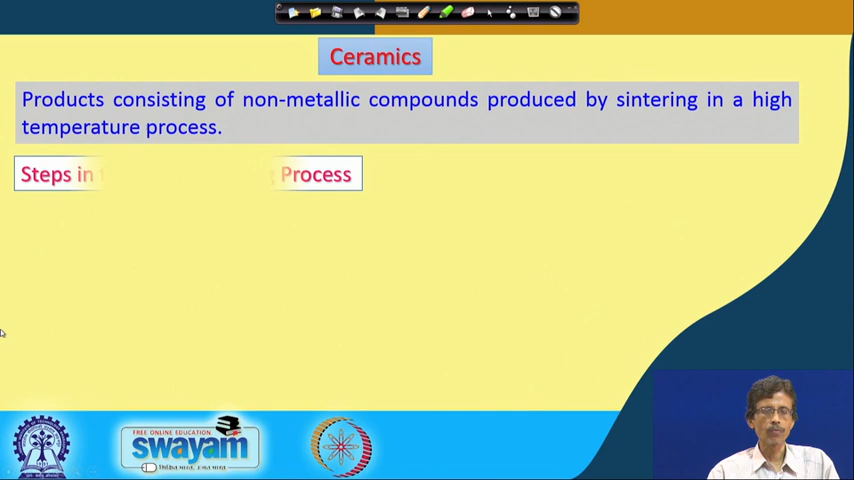 Ceramics
Products consisting of non-metallic compounds produced by sintering in a high
temperature process.
Steps in Process
FREE ONLINE EDUCATION
swayam